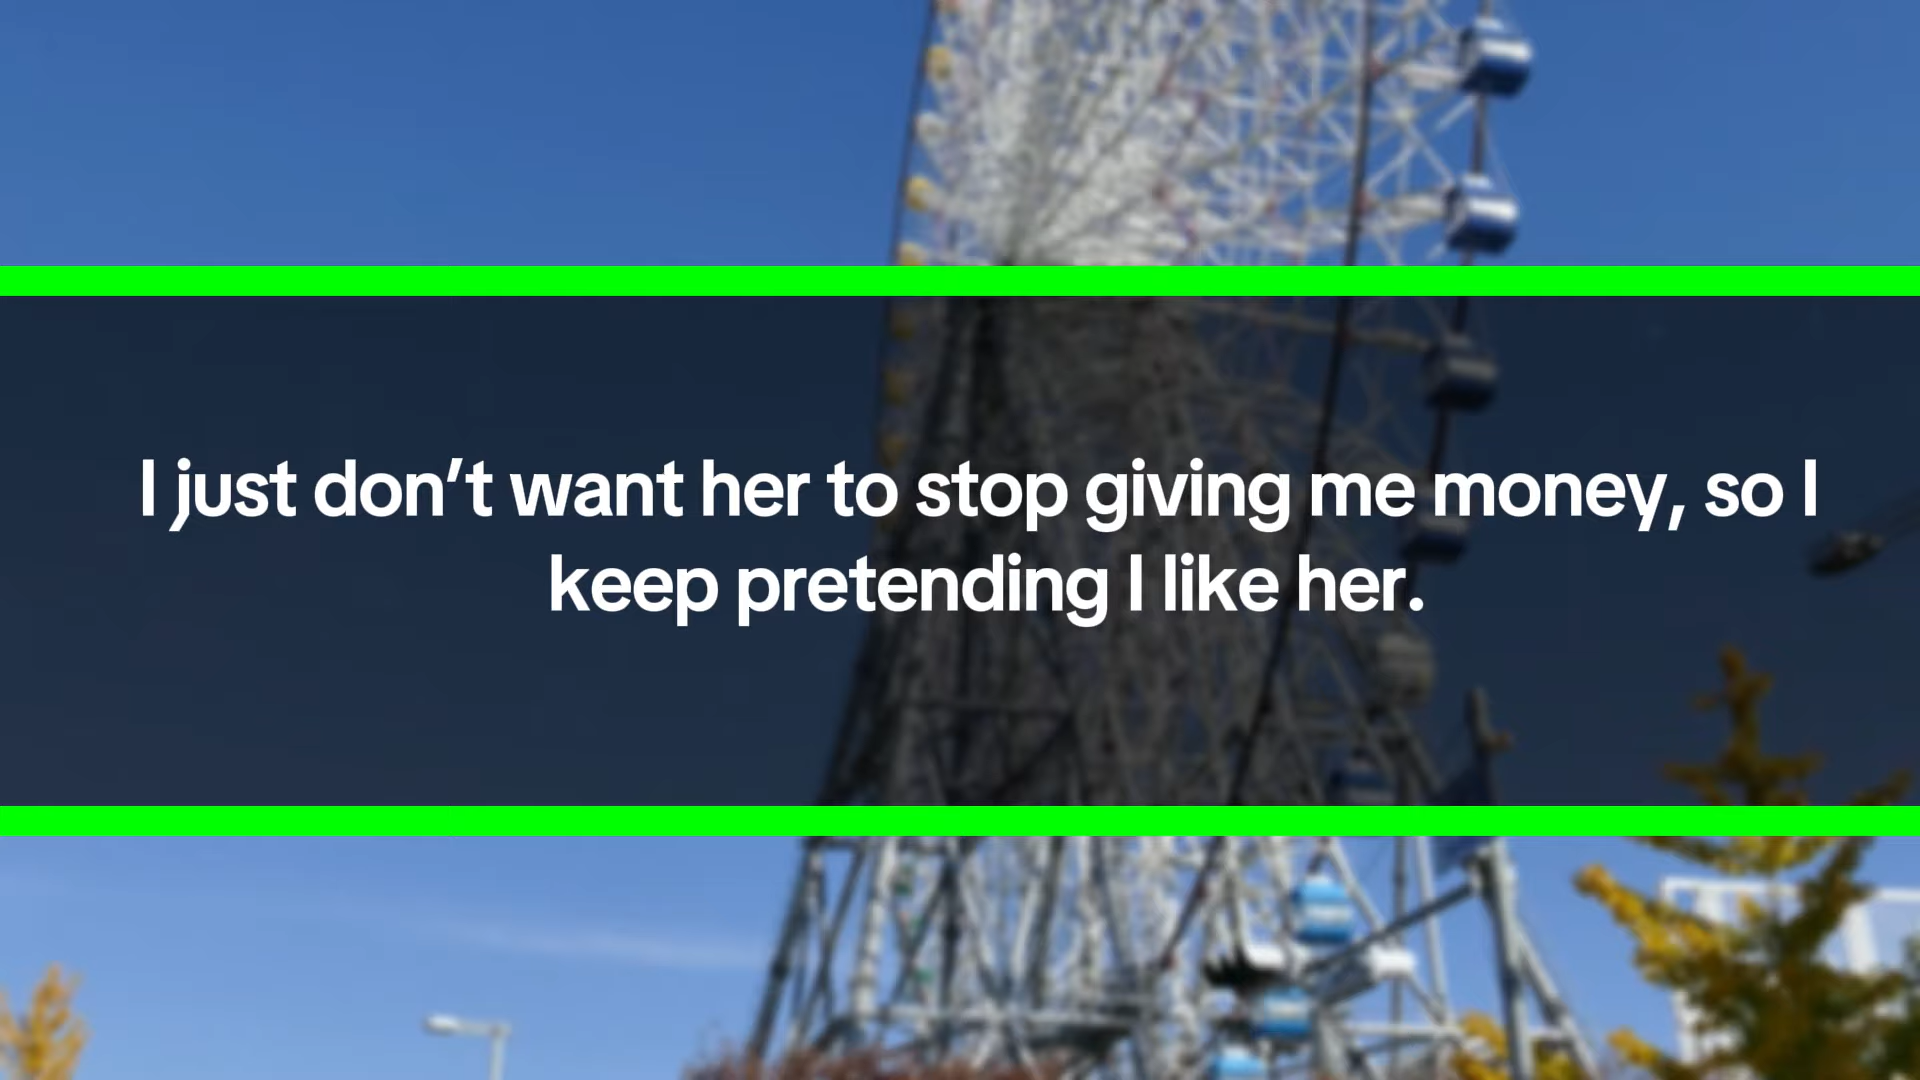 I just don’t want her to stop giving me money, so I
keep pretending I like her.